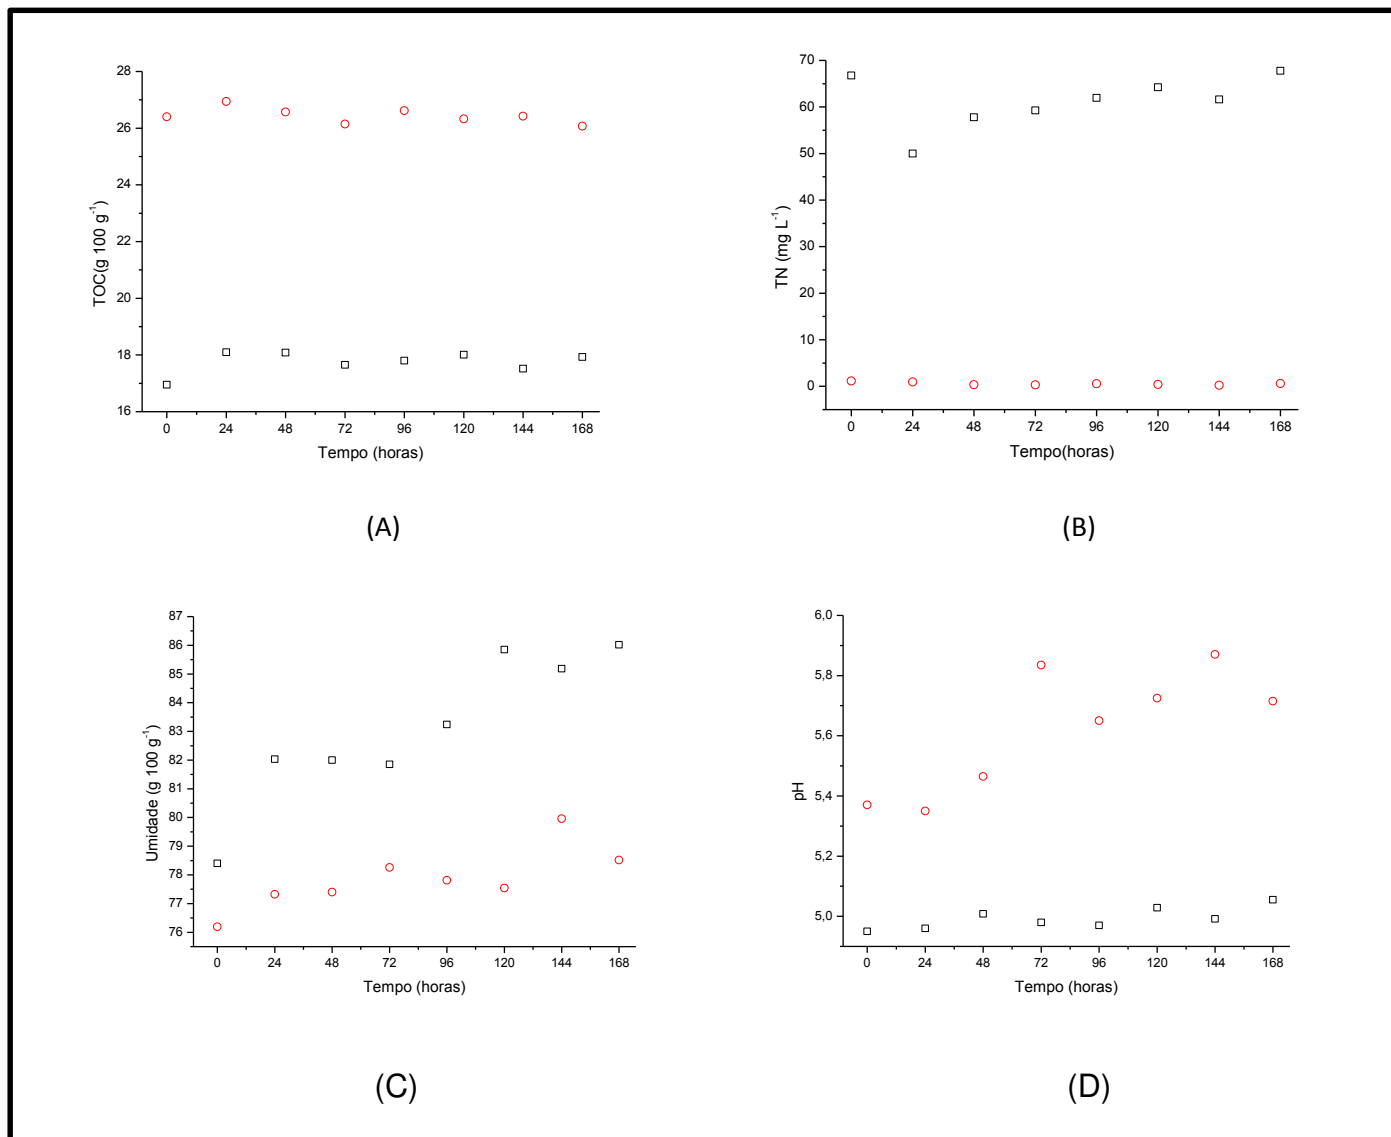 28
26
24
22
20
18
16
TOC(g 100 g⁻¹)
0 24 48 72 96 120 144 168
Tempo (horas)
(A)
70
60
50
40
30
20
10
0
TN (mg L⁻¹)
0 24 48 72 96 120 144 168
Tempo(horas)
(B)
87
86
85
84
83
82
81
80
79
78
77
76
Umidade (g 100 g⁻¹)
0 24 48 72 96 120 144 168
Tempo (horas)
(C)
6,0
5,8
5,6
5,4
5,2
5,0
pH
0 24 48 72 96 120 144 168
Tempo (horas)
(D)